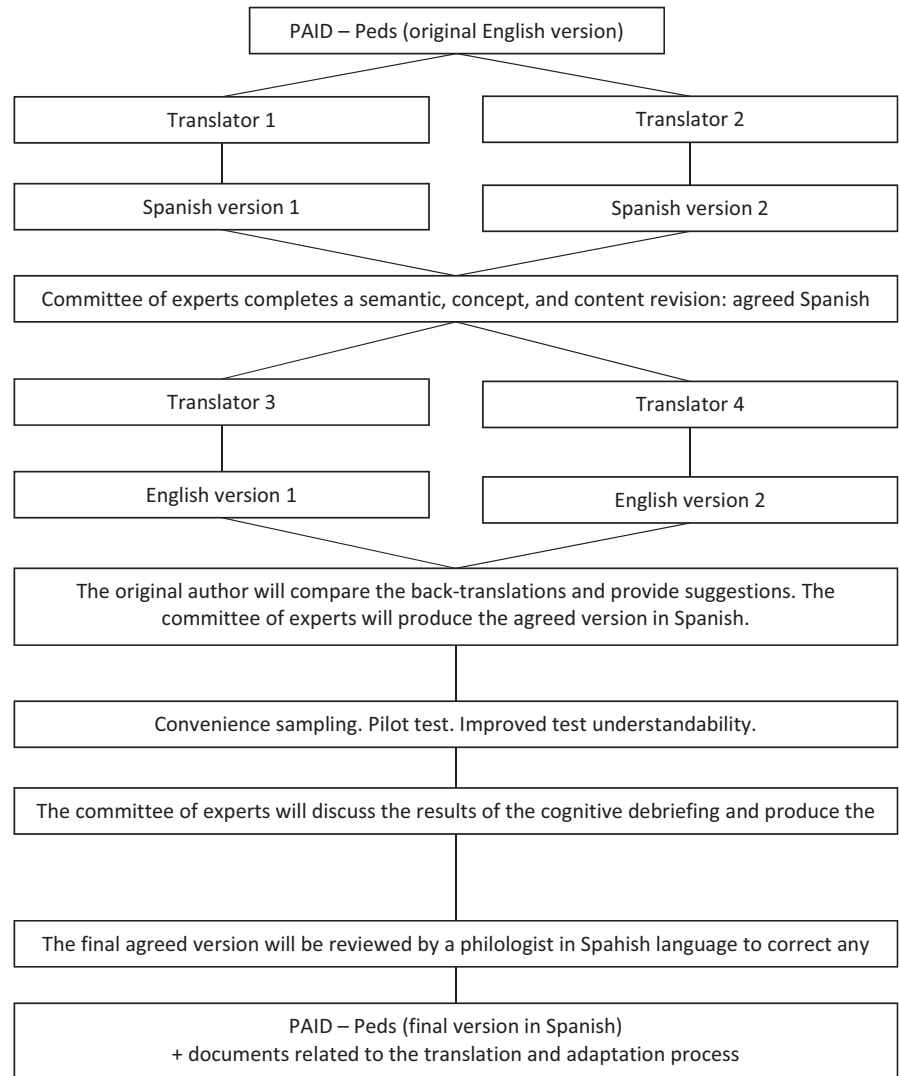 PAID – Peds (original English version)
Translator 1
Translator 2
Spanish version 1
Spanish version 2
Committee of experts completes a semantic, concept, and content revision: agreed Spanish
Translator 3
Translator 4
English version 1
English version 2
The original author will compare the back-translations and provide suggestions. The
committee of experts will produce the agreed version in Spanish.
Convenience sampling. Pilot test. Improved test understandability.
The committee of experts will discuss the results of the cognitive debriefing and produce the
The final agreed version will be reviewed by a philologist in Spahish language to correct any
PAID – Peds (final version in Spanish)
+ documents related to the translation and adaptation process